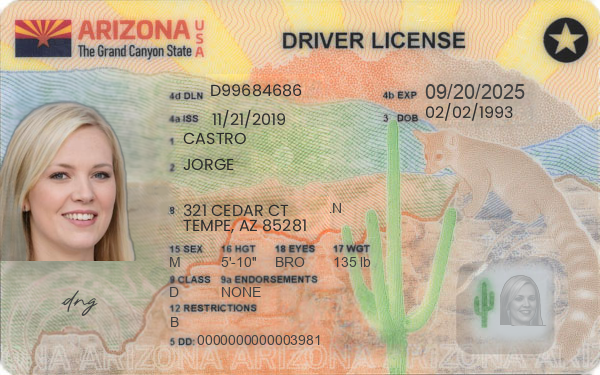 ARIZONA USA
The Grand Canyon State
DRIVER LICENSE
4d DLN D99684686
4b EXP 09/20/2025
4a ISS 11/21/2019
3 DOB 02/02/1993
1 CASTRO
2 JORGE
8 321 CEDAR CT .N
TEMPE, AZ 85281
15 SEX 16 HGT 18 EYES 17 WGT
M 5'-10" BRO 135 lb
9 CLASS 9a ENDORSEMENTS
D NONE
12 RESTRICTIONS
B
5 DD: 0000000000003981
dng
ARIZONA ARIZONA ARIZONA ARIZONA